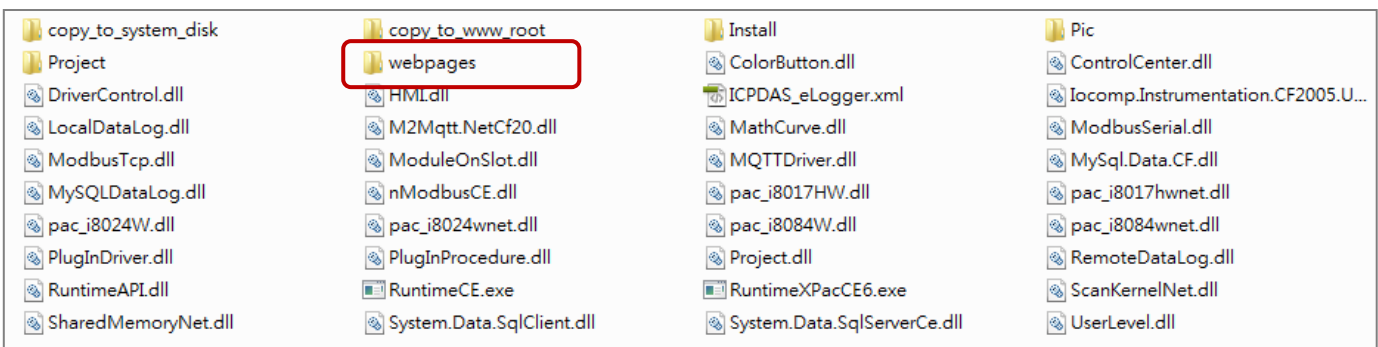 copy_to_system_disk copy_to_www_root Install Pic
Project webpages ColorButton.dll ControlCenter.dll
DriverControl.dll HMI.dll ICPDAS_eLogger.xml Iocomp.Instrumentation.CF2005.U...
LocalDataLog.dll M2Mqtt.NetCf20.dll MathCurve.dll ModbusSerial.dll
ModbusTcp.dll ModuleOnSlot.dll MQTTDriver.dll MySql.Data.CF.dll
MySQLDataLog.dll nModbusCE.dll pac_i8017HW.dll pac_i8017hwnet.dll
pac_i8024W.dll pac_i8024wnet.dll pac_i8084W.dll pac_i8084wnet.dll
PlugInDriver.dll PlugInProcedure.dll Project.dll RemoteDataLog.dll
RuntimeAPI.dll RuntimeCE.exe RuntimeXPacCE6.exe ScanKernelNet.dll
SharedMemoryNet.dll System.Data.SqlClient.dll System.Data.SqlServerCe.dll UserLevel.dll